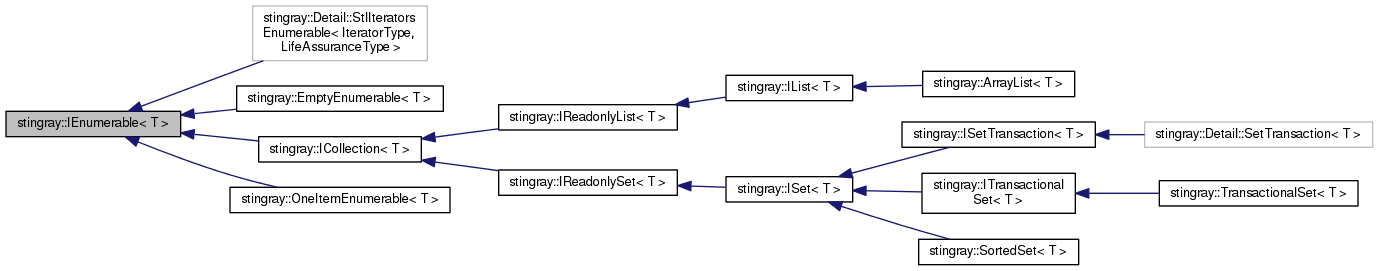 stingray::Detail::StlIterators
Enumerable< IteratorType,
LifeAssuranceType >
stingray::EmptyEnumerable< T >
stingray::IEnumerable< T >
stingray::ICollection< T >
stingray::OneItemEnumerable< T >
stingray::IReadonlyList< T >
stingray::IReadonlySet< T >
stingray::IList< T >
stingray::ISet< T >
stingray::ArrayList< T >
stingray::ISetTransaction< T >
stingray::ITransactional
Set< T >
stingray::SortedSet< T >
stingray::Detail::SetTransaction< T >
stingray::TransactionalSet< T >